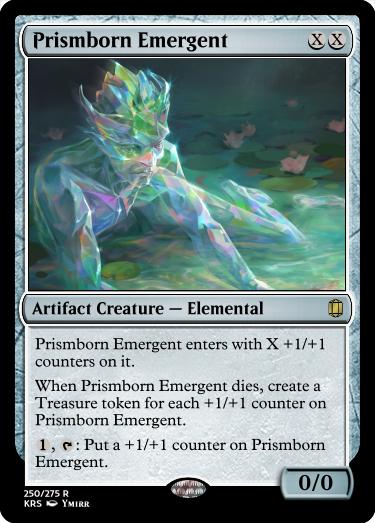 Prismborn Emergent X X
Artifact Creature — Elemental
Prismborn Emergent enters with X +1/+1
counters on it.
When Prismborn Emergent dies, create a
Treasure token for each +1/+1 counter on
Prismborn Emergent.
1, : Put a +1/+1 counter on Prismborn
Emergent.
0/0
250/275 R
KRS Ymirr